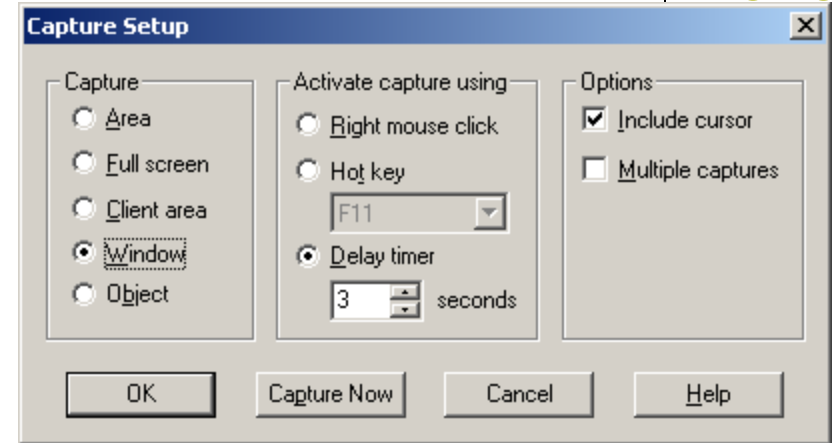 Capture Setup
Capture
Area
Full screen
Client area
Window
Object
Activate capture using
Right mouse click
Hot key
F11
Delay timer
3 seconds
Options
Include cursor
Multiple captures
OK
Capture Now
Cancel
Help